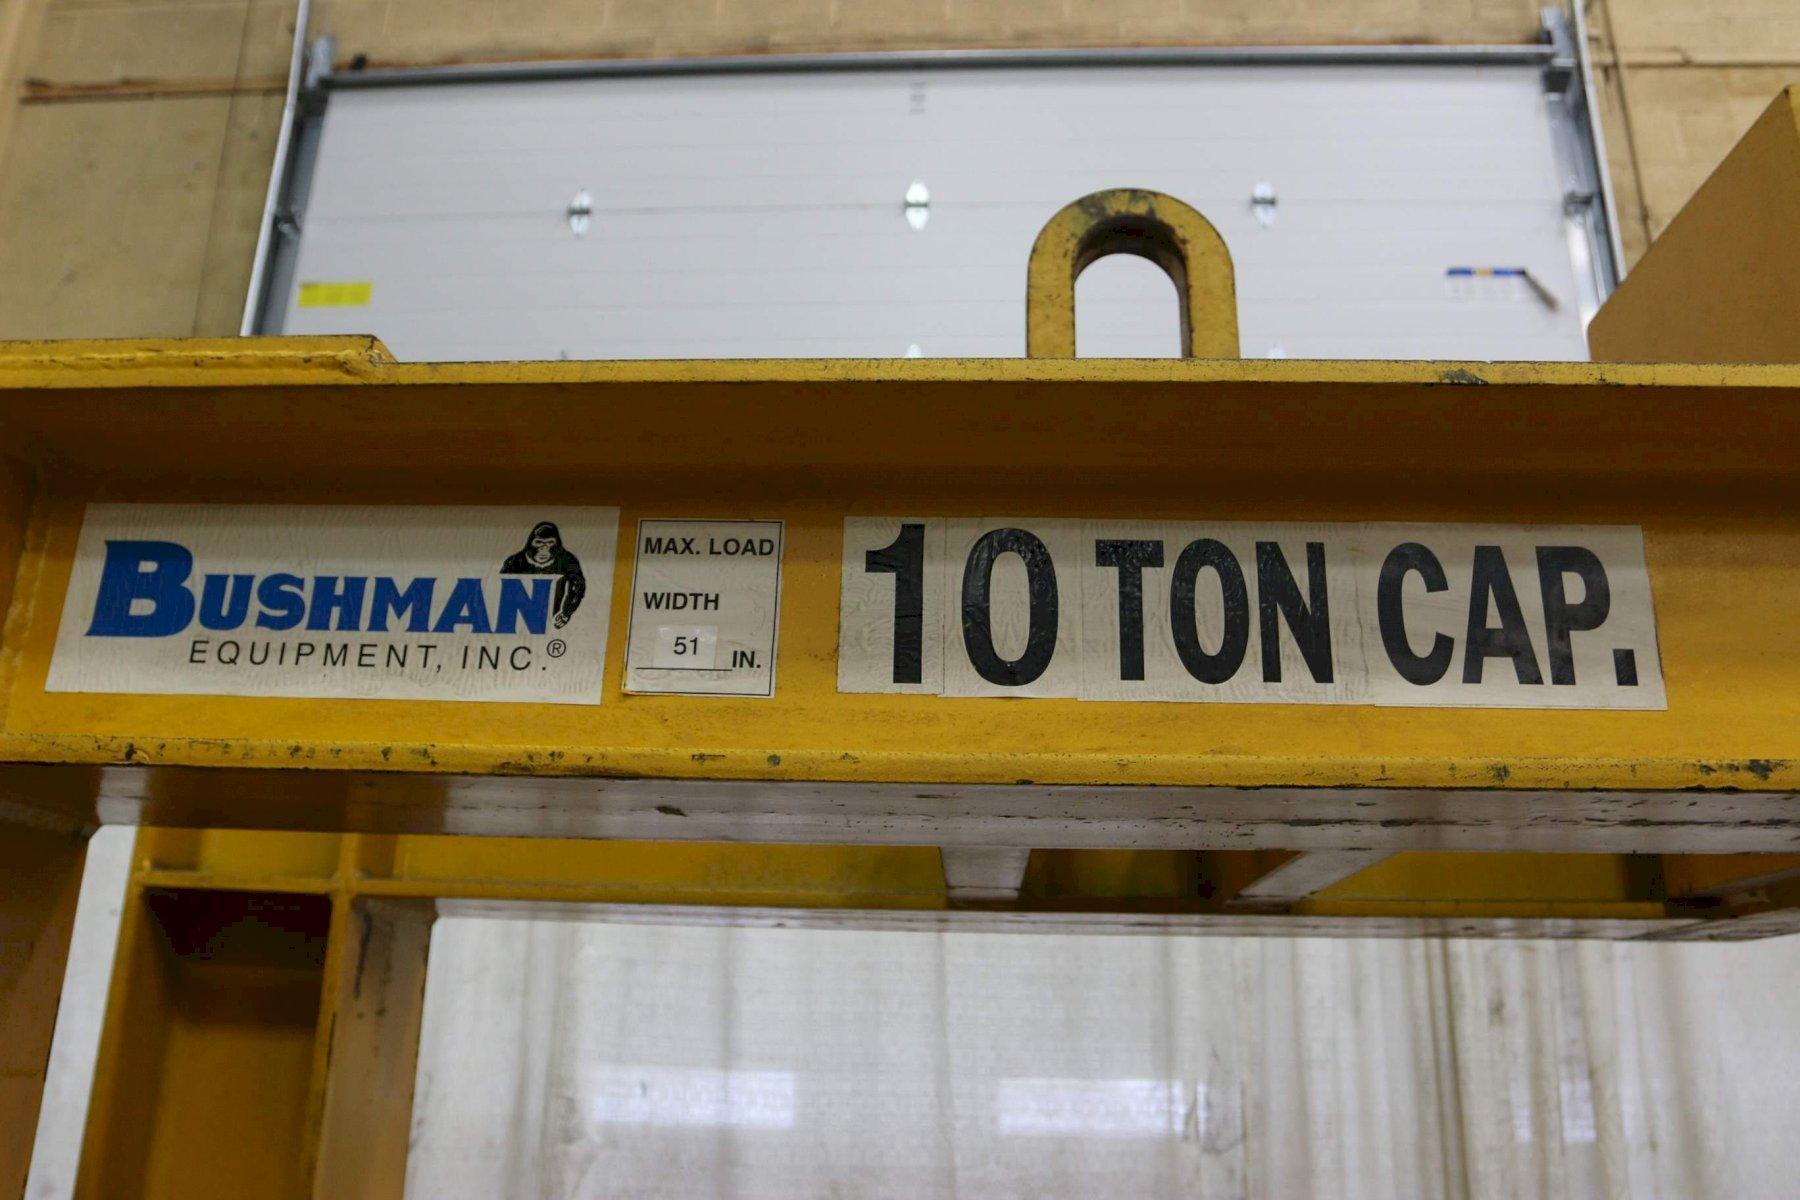 BUSHMAN
EQUIPMENT, INC.®
MAX. LOAD
WIDTH
51 IN.
10 TON CAP.